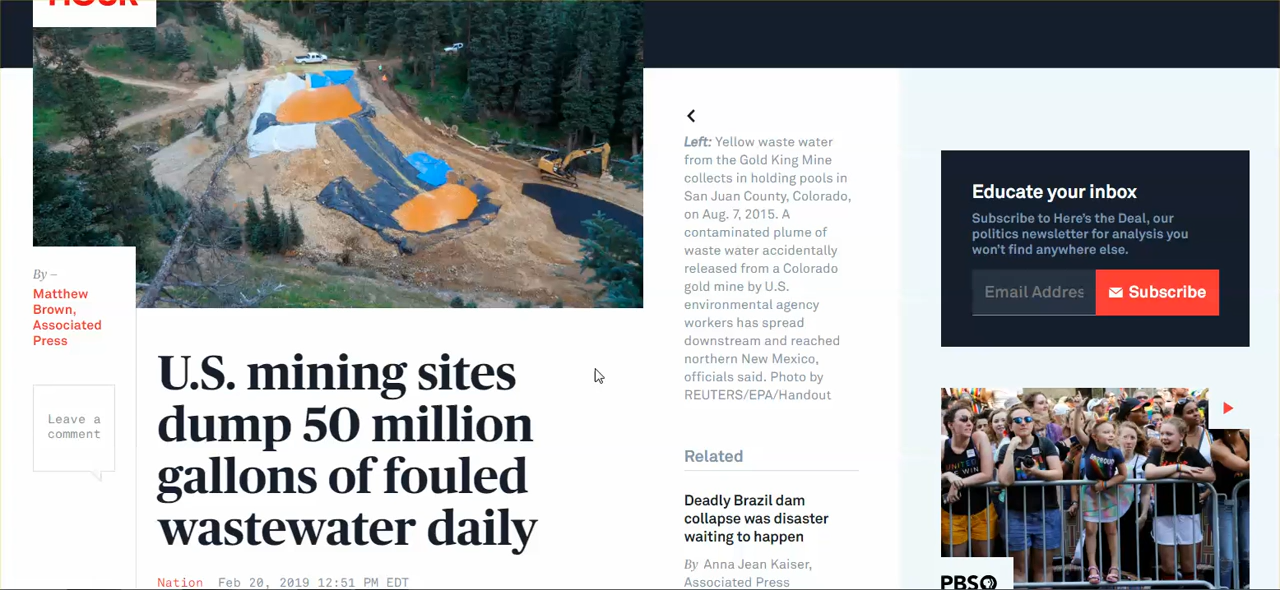 HOUR
By –
Matthew
Brown,
Associated
Press
Leave a
comment
U.S. mining sites
dump 50 million
gallons of fouled
wastewater daily
Nation Feb 20, 2019 12:51 PM EDT
Left: Yellow waste water
from the Gold King Mine
collects in holding pools in
San Juan County, Colorado,
on Aug. 7, 2015. A
contaminated plume of
waste water accidentally
released from a Colorado
gold mine by U.S.
environmental agency
workers has spread
downstream and reached
northern New Mexico,
officials said. Photo by
REUTERS/EPA/Handout
Related
Deadly Brazil dam
collapse was disaster
waiting to happen
By Anna Jean Kaiser,
Associated Press
Educate your inbox
Subscribe to Here's the Deal, our
politics newsletter for analysis you
won't find anywhere else.
Email Addres
Subscribe
UNITED
WE WIN
PBS